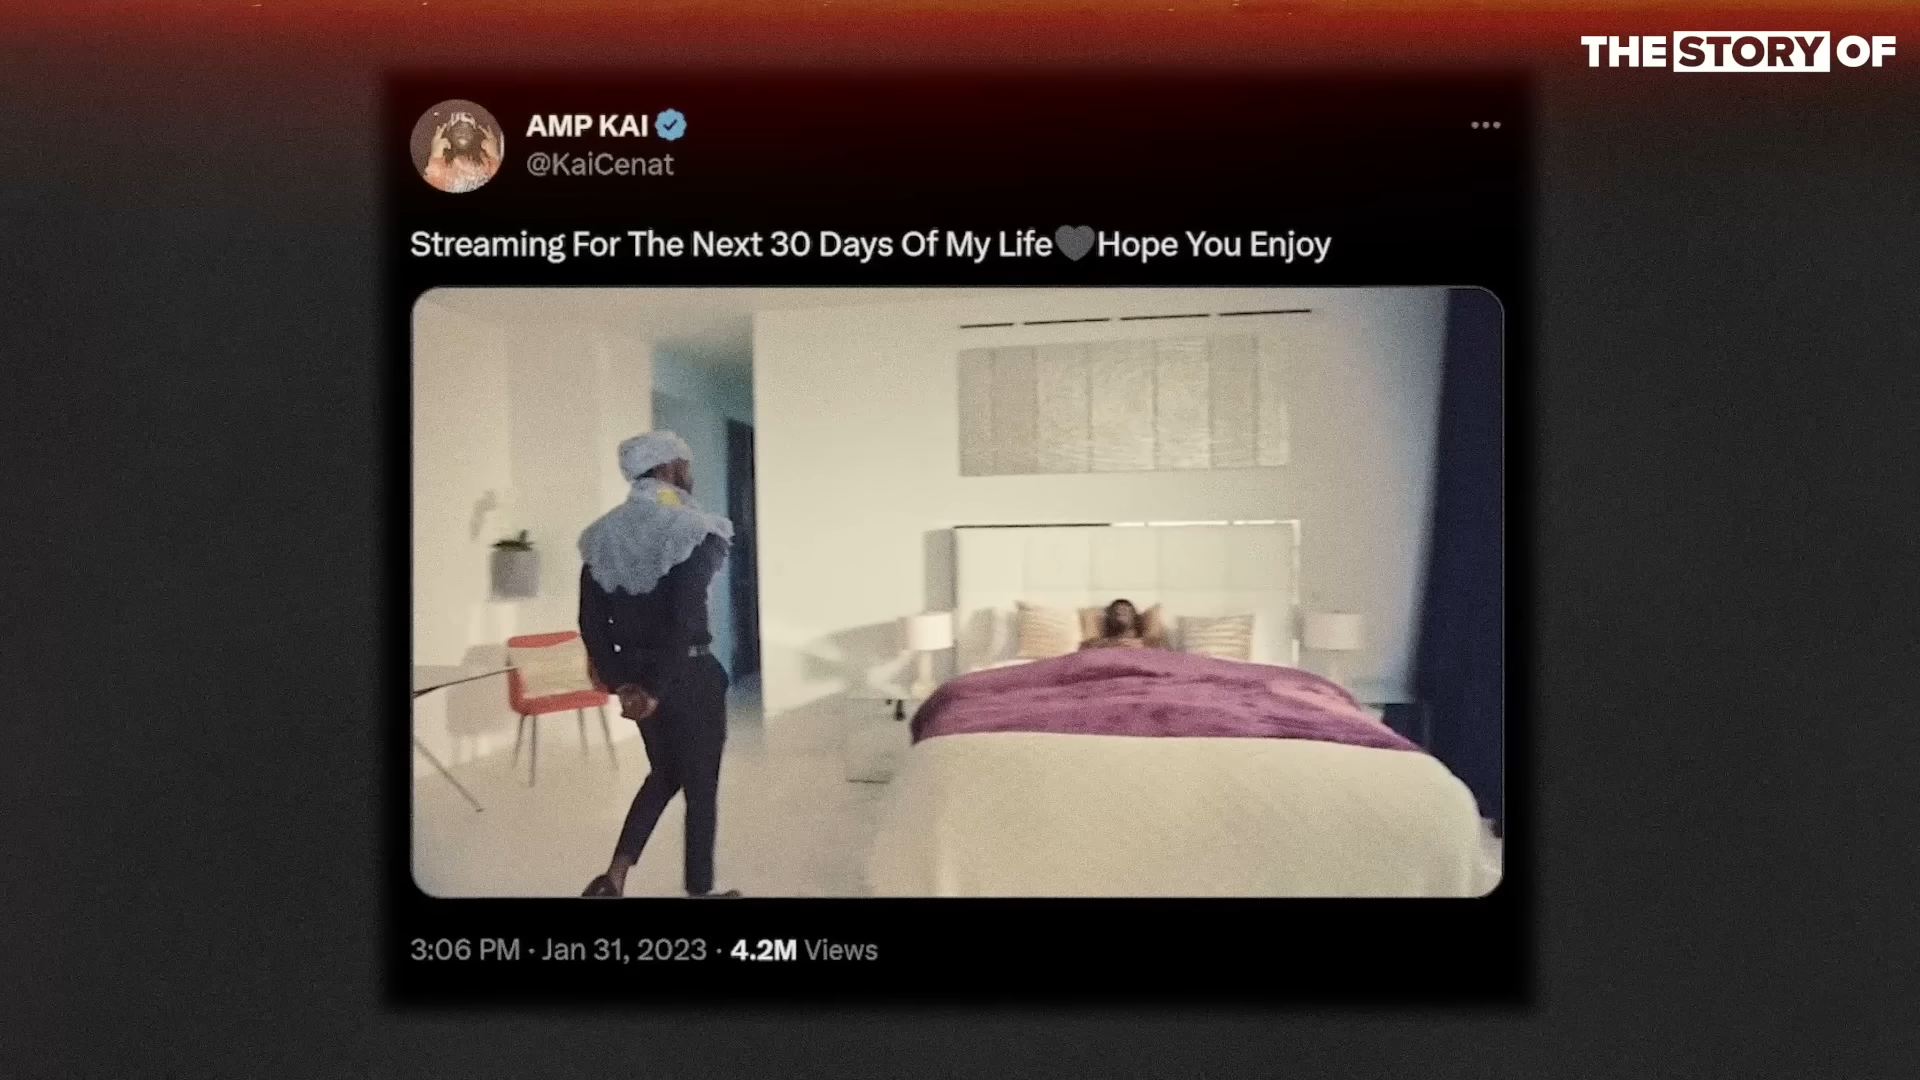 THE STORY OF
AMP KAI
@KaiCenat
Streaming For The Next 30 Days Of My Life🖤Hope You Enjoy
3:06 PM · Jan 31, 2023 · 4.2M Views